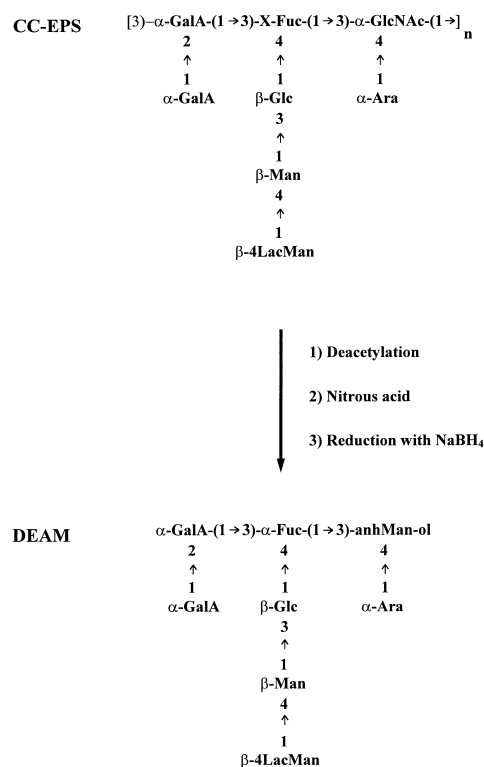 CC-EPS [3)–α-GalA-(1→3)-X-Fuc-(1→3)-α-GlcNAc-(1→]n
2 4 4
↑ ↑ ↑
1 1 1
α-GalA β-Glc α-Ara
3
↑
1
β-Man
4
↑
1
β-4LacMan
1) Deacetylation
2) Nitrous acid
3) Reduction with NaBH4
DEAM α-GalA-(1→3)-α-Fuc-(1→3)-anhMan-ol
2 4 4
↑ ↑ ↑
1 1 1
α-GalA β-Glc α-Ara
3
↑
1
β-Man
4
↑
1
β-4LacMan